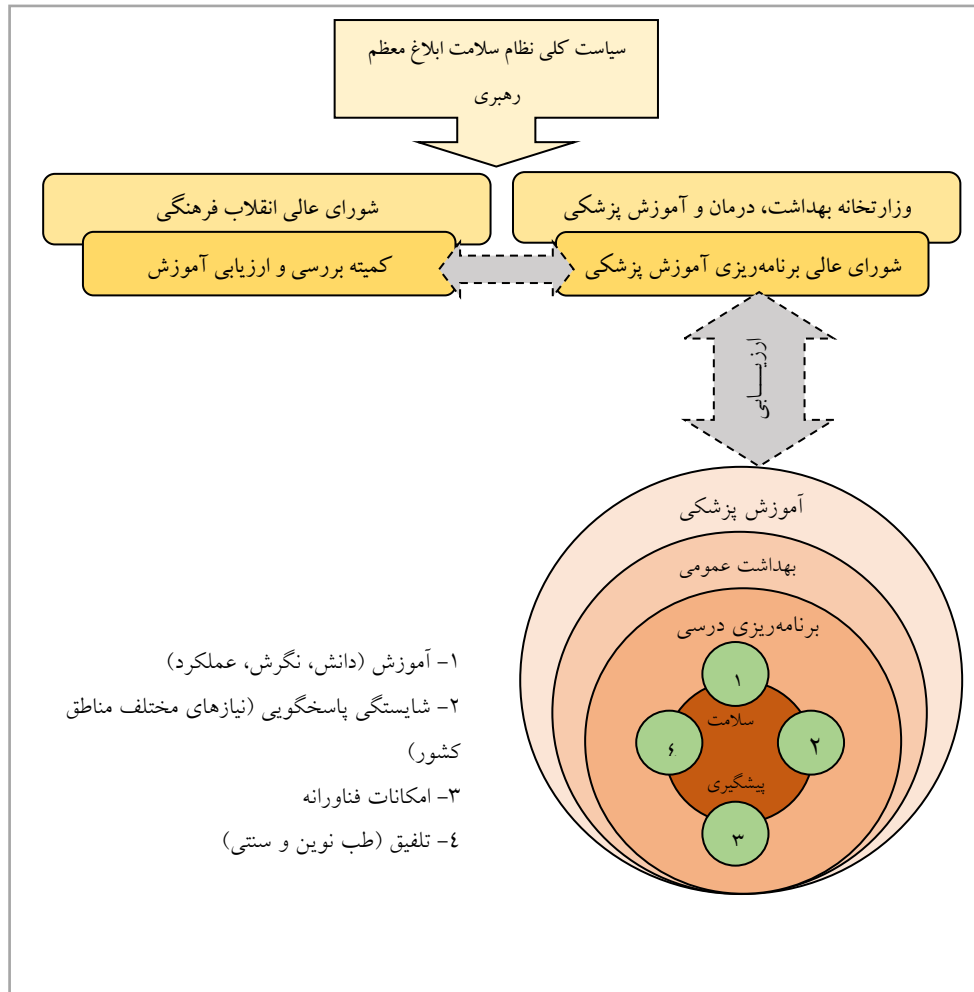 سیاست کلی نظام سلامت ابلاغ معظم
رهبری
وزارتخانه بهداشت، درمان و آموزش پزشکی
شورای عالی انقلاب فرهنگی
شورای عالی برنامه‌ریزی آموزش پزشکی
کمیته بررسی و ارزیابی آموزش
ارزیـــــابی
آموزش پزشکی
بهداشت عمومی
برنامه‌ریزی درسی
۱
سلامت
۲
۴
پیشگیری
۳
۱- آموزش (دانش، نگرش، عملکرد)
۲- شایستگی پاسخگویی (نیازهای مختلف مناطق
کشور)
۳- امکانات فناورانه
٤- تلفیق (طب نوین و سنتی)